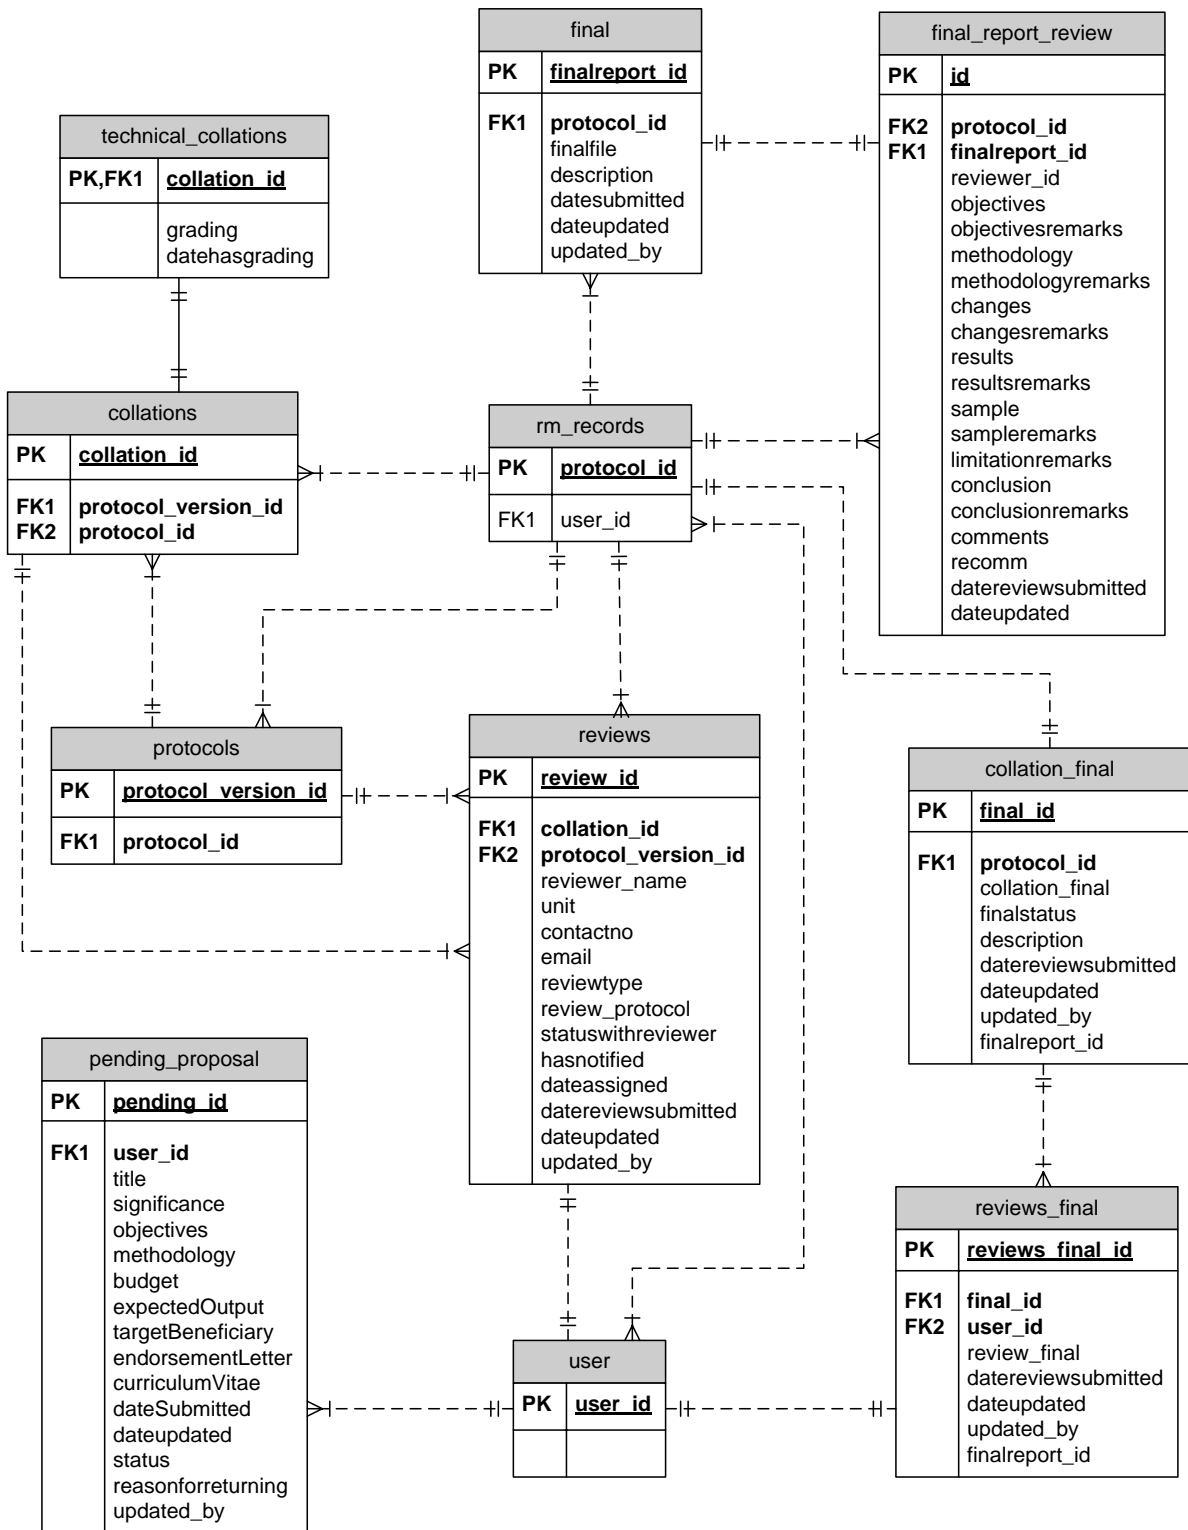 final
PK finalreport_id
FK1 protocol_id
finalfile
description
datesubmitted
dateupdated
updated_by
final_report_review
PK id
FK2 protocol_id
FK1 finalreport_id
reviewer_id
objectives
objectivesremarks
methodology
methodologyremarks
changes
changesremarks
results
resultsremarks
sample
sampleremarks
limitationremarks
conclusion
conclusionremarks
comments
recomm
datereviewsubmitted
dateupdated
technical_collations
PK,FK1 collation_id
grading
datehasgrading
collations
PK collation_id
FK1 protocol_version_id
FK2 protocol_id
rm_records
PK protocol_id
FK1 user_id
protocols
PK protocol_version_id
FK1 protocol_id
reviews
PK review_id
FK1 collation_id
FK2 protocol_version_id
reviewer_name
unit
contactno
email
reviewtype
review_protocol
statuswithreviewer
hasnotified
dateassigned
datereviewsubmitted
dateupdated
updated_by
collation_final
PK final_id
FK1 protocol_id
collation_final
finalstatus
description
datereviewsubmitted
dateupdated
updated_by
finalreport_id
pending_proposal
PK pending_id
FK1 user_id
title
significance
objectives
methodology
budget
expectedOutput
targetBeneficiary
endorsementLetter
curriculumVitae
dateSubmitted
dateupdated
status
reasonforreturning
updated_by
user
PK user_id
reviews_final
PK reviews_final_id
FK1 final_id
FK2 user_id
review_final
datereviewsubmitted
dateupdated
updated_by
finalreport_id